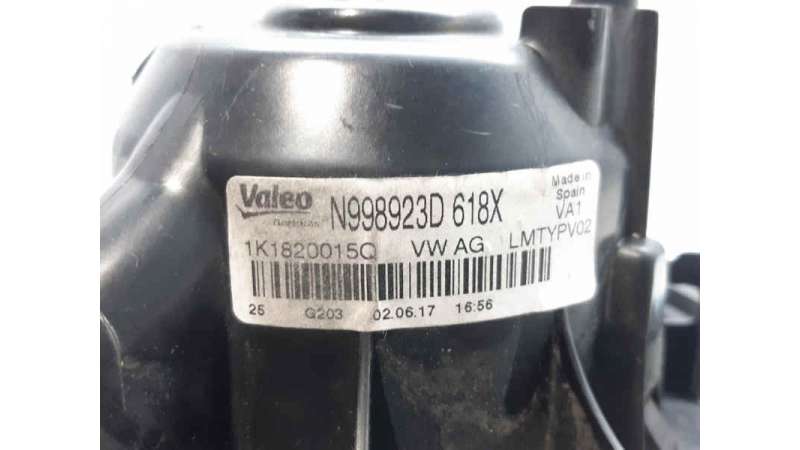 Valeo N998923D 618X Made in Spain
1K1820015Q VW AG LMTYPV02 VA1
25 G203 02.06.17 16:56